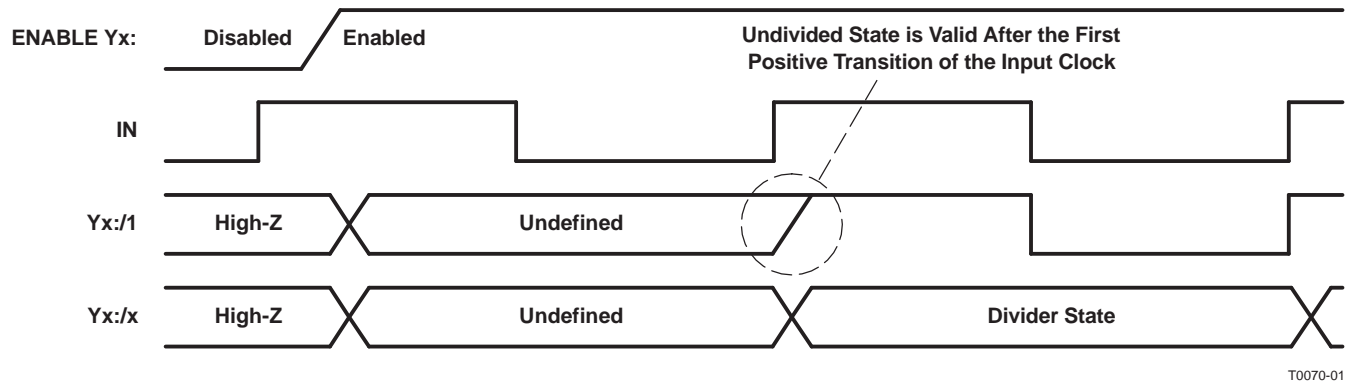 ENABLE Yx: Disabled Enabled
Undivided State is Valid After the First
Positive Transition of the Input Clock
IN
Yx:/1 High-Z Undefined
Yx:/x High-Z Undefined Divider State
T0070-01